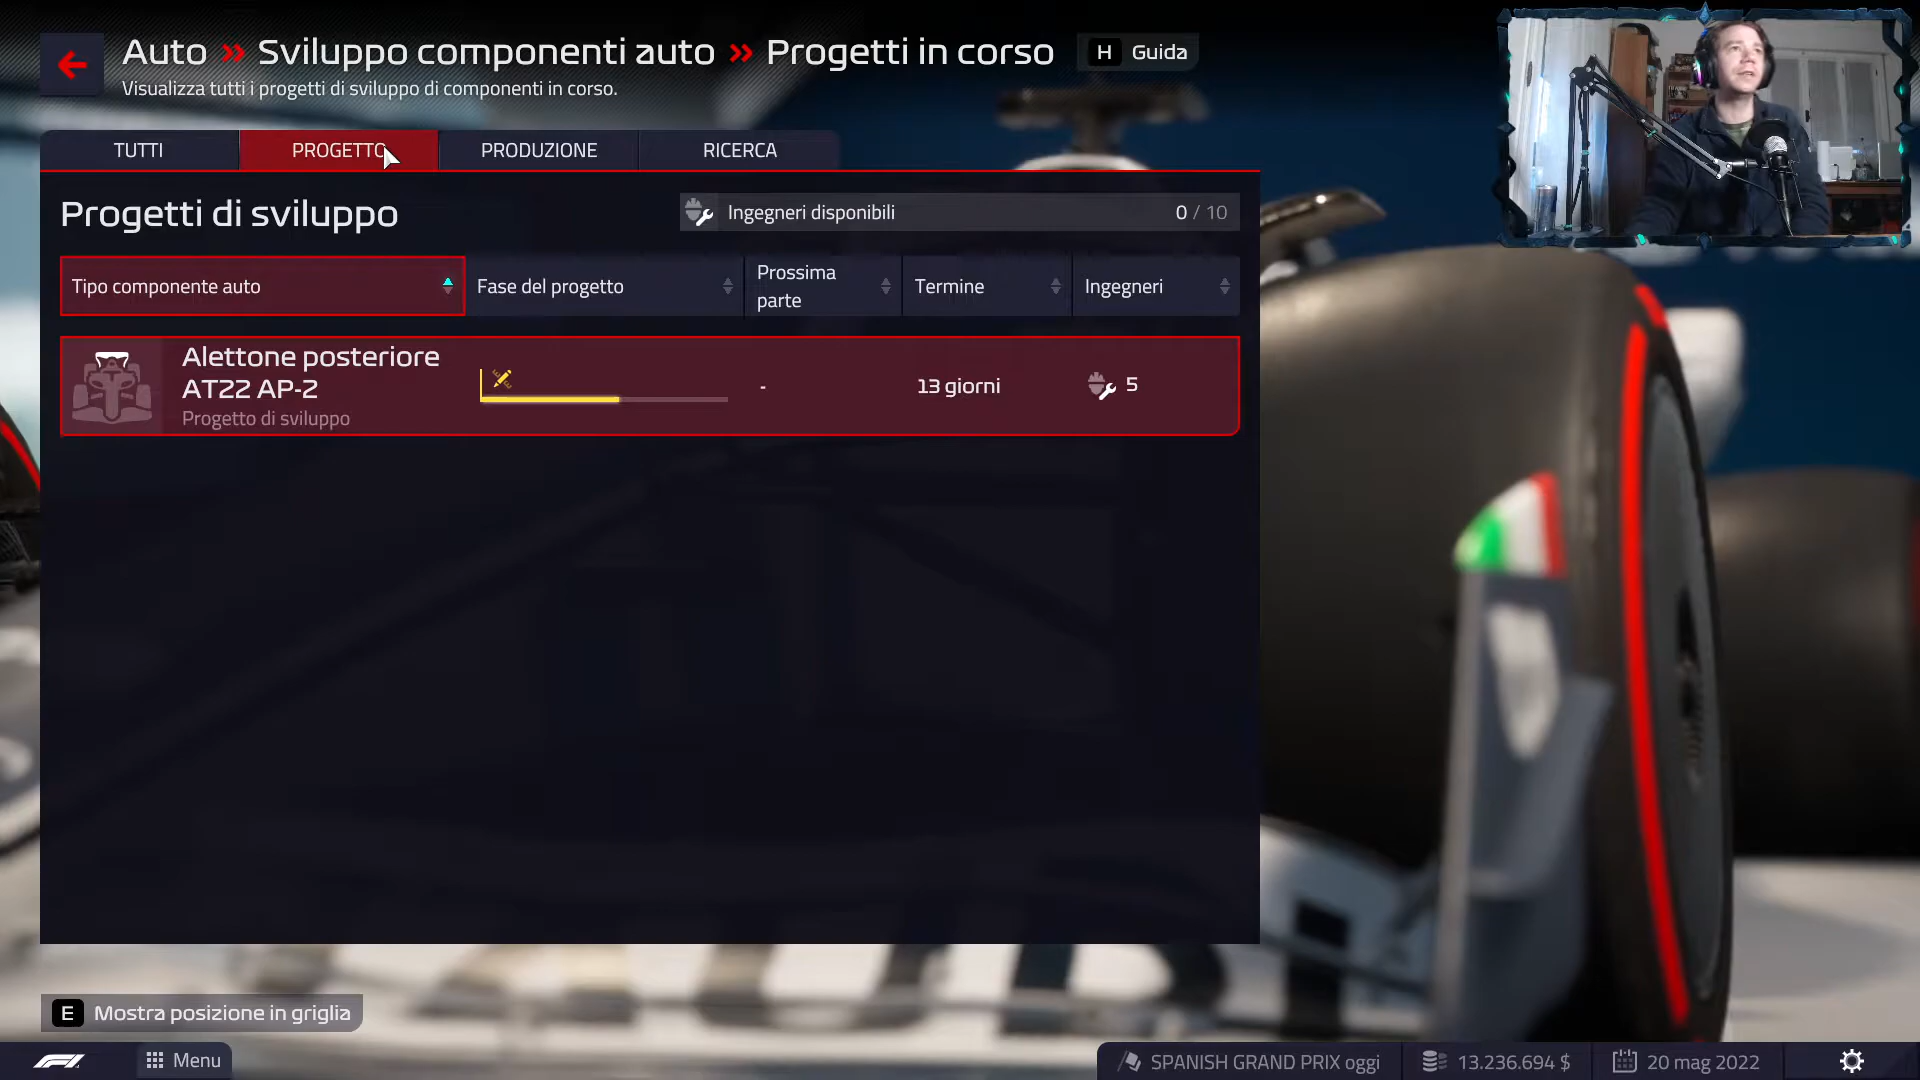 Auto » Sviluppo componenti auto » Progetti in corso
H Guida
Visualizza tutti i progetti di sviluppo di componenti in corso.
TUTTI
PROGETTO
PRODUZIONE
RICERCA
Progetti di sviluppo
Ingegneri disponibili
0 / 10
Tipo componente auto
Fase del progetto
Prossima
parte
Termine
Ingegneri
Alettone posteriore
AT22 AP-2
Progetto di sviluppo
-
13 giorni
5
E Mostra posizione in griglia
Menu
SPANISH GRAND PRIX oggi
13.236.694 $
20 mag 2022